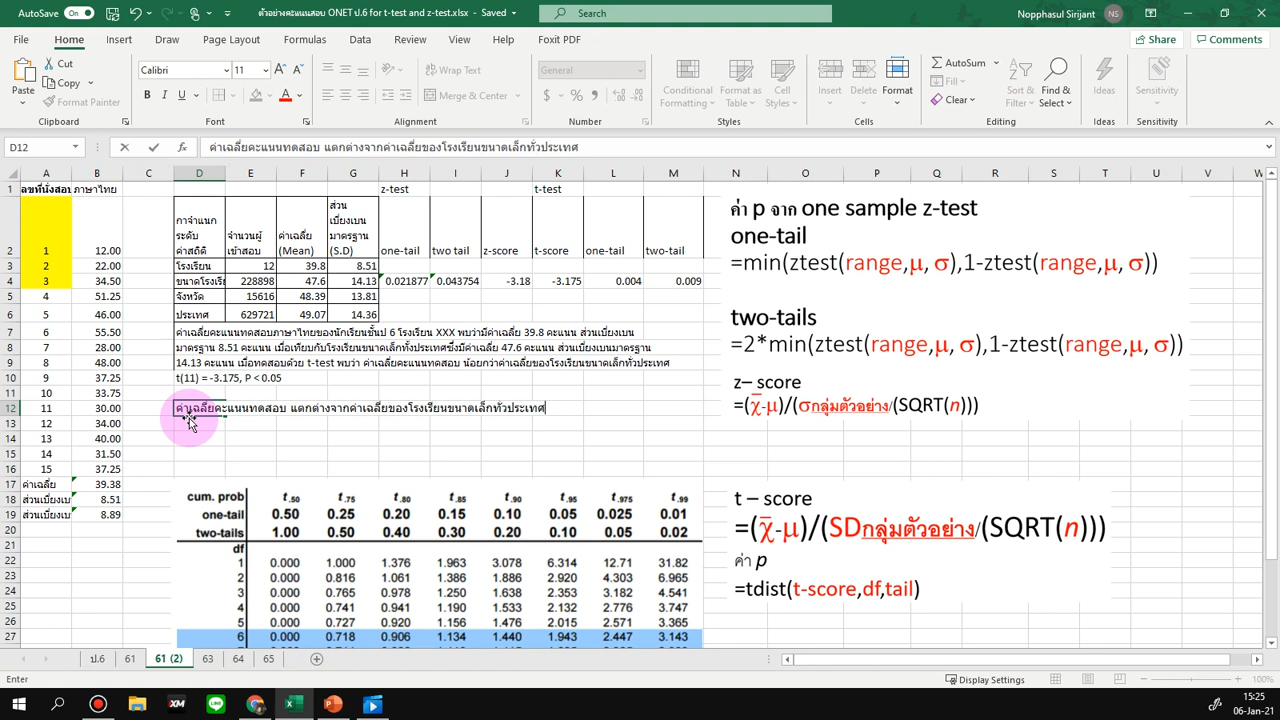 AutoSave On ตัวอย่างคะแนนสอบ ONET ป.6 for t-test and z-test.xlsx - Saved Search Nopphasul Sirijant NS
File Home Insert Draw Page Layout Formulas Data Review View Help Foxit PDF Share Comments
Paste Cut Copy Format Painter Clipboard
Calibri 11 B I U Font
Wrap Text Merge & Center Alignment
General $ % Number
Conditional Formatting Format as Table Cell Styles Styles
Insert Delete Format Cells
AutoSum Fill Clear Sort & Filter Find & Select Editing
Ideas Ideas
Sensitivity Sensitivity
D12 fx ค่าเฉลี่ยคะแนนทดสอบ แตกต่างจากค่าเฉลี่ยของโรงเรียนขนาดเล็กทั่วประเทศ
A B C D E F G H I J K L M N O P Q R S T U V W
1 เลขที่นั่งสอบ ภาษาไทย z-test t-test
2 1 12.00 กาจำแนกระดับ ค่าสถิติ จำนวนผู้เข้าสอบ ค่าเฉลี่ย (Mean) ส่วนเบี่ยงเบนมาตรฐาน (S.D) one-tail two tail z-score t-score one-tail two-tail
3 2 22.00 โรงเรียน 12 39.8 8.51
4 3 34.50 ขนาดโรงเรี 228898 47.6 14.13 0.021877 0.043754 -3.18 -3.175 0.004 0.009
5 4 51.25 จังหวัด 15616 48.39 13.81
6 5 46.00 ประเทศ 629721 49.07 14.36
7 6 55.50 ค่าเฉลี่ยคะแนนทดสอบภาษาไทยของนักเรียนชั้นป 6 โรงเรียน XXX พบว่ามีค่าเฉลี่ย 39.8 คะแนน ส่วนเบี่ยงเบน
8 7 28.00 มาตรฐาน 8.51 คะแนน เมื่อเทียบกับโรงเรียนขนาดเล็กทั่วประเทศซึ่งมีค่าเฉลี่ย 47.6 คะแนน ส่วนเบี่ยงเบนมาตรฐาน
9 8 48.00 14.13 คะแนน เมื่อทดสอบด้วย t-test พบว่า ค่าเฉลี่ยคะแนนทดสอบ น้อยกว่าค่าเฉลี่ยของโรงเรียนขนาดเล็กทั่วประเทศ
10 9 37.25 t(11) = -3.175, P < 0.05
11 10 33.75
12 11 30.00 ค่าเฉลี่ยคะแนนทดสอบ แตกต่างจากค่าเฉลี่ยของโรงเรียนขนาดเล็กทั่วประเทศ
13 12 34.00
14 13 40.00
15 14 31.50
16 15 37.25
17 ค่าเฉลี่ย 39.38
18 ส่วนเบี่ยงเบ 8.51
19 ส่วนเบี่ยงเบ 8.89
20
21
22
23
24
25
26
27
ค่า p จาก one sample z-test
one-tail
=min(ztest(range,μ, σ),1-ztest(range,μ, σ))
two-tails
=2*min(ztest(range,μ, σ),1-ztest(range,μ, σ))
z– score
=(χ̅-μ)/(σกลุ่มตัวอย่าง/(SQRT(n)))
cum. prob t.50 t.75 t.80 t.85 t.90 t.95 t.975 t.99
one-tail 0.50 0.25 0.20 0.15 0.10 0.05 0.025 0.01
two-tails 1.00 0.50 0.40 0.30 0.20 0.10 0.05 0.02
df
1 0.000 1.000 1.376 1.963 3.078 6.314 12.71 31.82
2 0.000 0.816 1.061 1.386 1.886 2.920 4.303 6.965
3 0.000 0.765 0.978 1.250 1.638 2.353 3.182 4.541
4 0.000 0.741 0.941 1.190 1.533 2.132 2.776 3.747
5 0.000 0.727 0.920 1.156 1.476 2.015 2.571 3.365
6 0.000 0.718 0.906 1.134 1.440 1.943 2.447 3.143
t – score
=(χ̅-μ)/(SDกลุ่มตัวอย่าง/(SQRT(n)))
ค่า p
=tdist(t-score,df,tail)
ป.6 61 61 (2) 63 64 65
Enter Display Settings 100%
XM 15:25
06-Jan-21